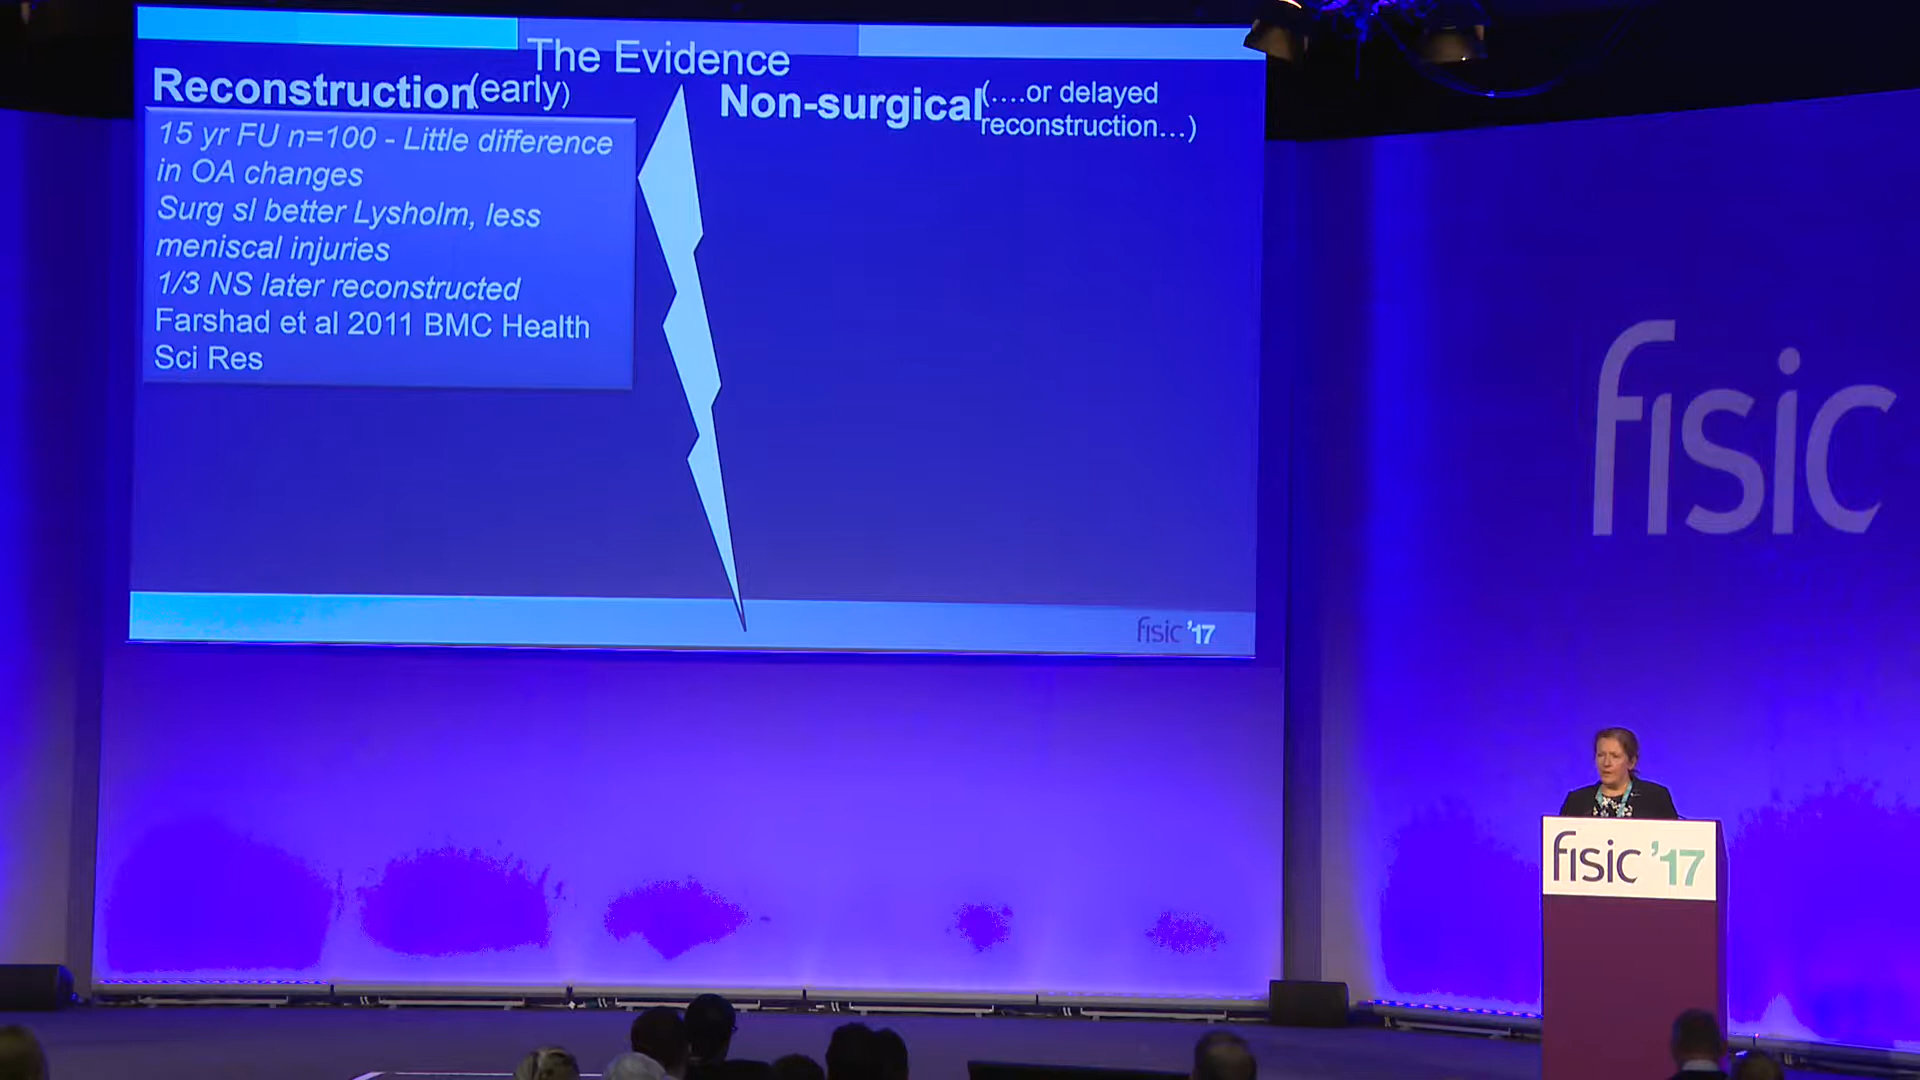 The Evidence
Reconstruction(early)
15 yr FU n=100 - Little difference
in OA changes
Surg sl better Lysholm, less
meniscal injuries
1/3 NS later reconstructed
Farshad et al 2011 BMC Health
Sci Res
Non-surgical(....or delayed
reconstruction...)
fisic '17
fisic
fisic '17